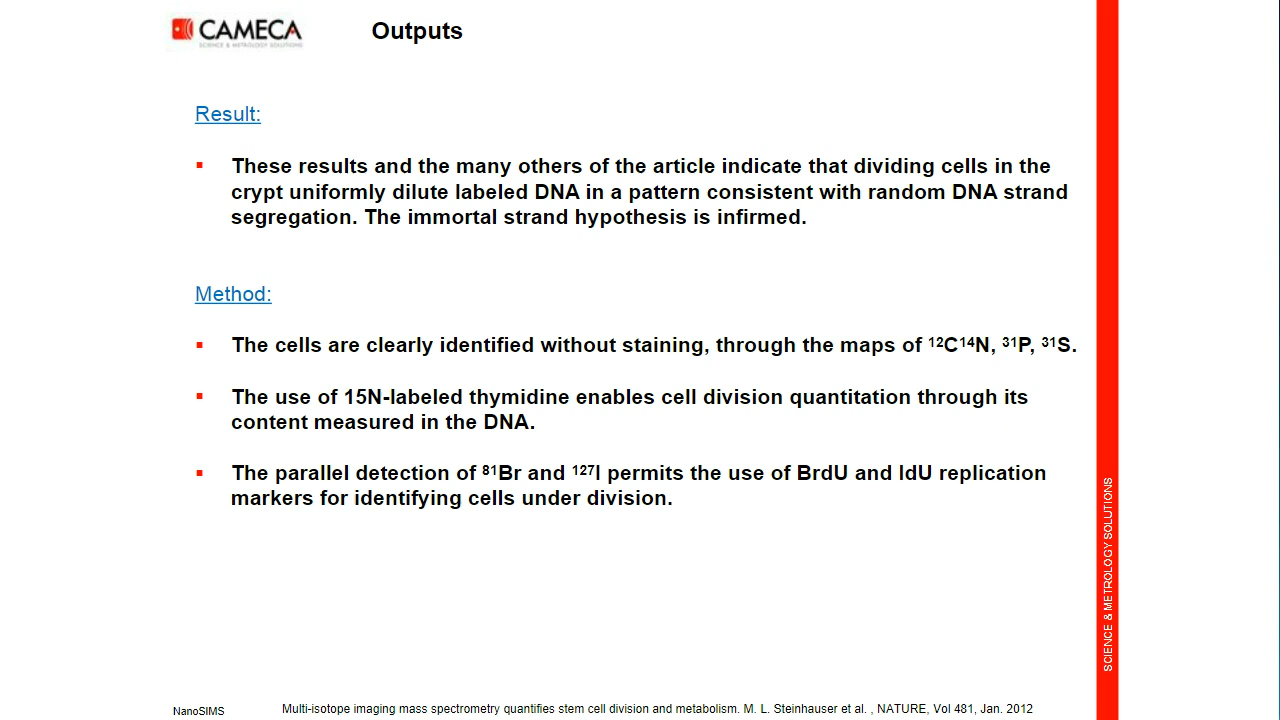 CAMECA
SCIENCE & METROLOGY SOLUTIONS
Outputs
Result:
▪ These results and the many others of the article indicate that dividing cells in the
crypt uniformly dilute labeled DNA in a pattern consistent with random DNA strand
segregation. The immortal strand hypothesis is infirmed.
Method:
▪ The cells are clearly identified without staining, through the maps of ¹²C¹⁴N, ³¹P, ³¹S.
▪ The use of 15N-labeled thymidine enables cell division quantitation through its
content measured in the DNA.
▪ The parallel detection of ⁸¹Br and ¹²⁷I permits the use of BrdU and IdU replication
markers for identifying cells under division.
SCIENCE & METROLOGY SOLUTIONS
NanoSIMS
Multi-isotope imaging mass spectrometry quantifies stem cell division and metabolism. M. L. Steinhauser et al. , NATURE, Vol 481, Jan. 2012